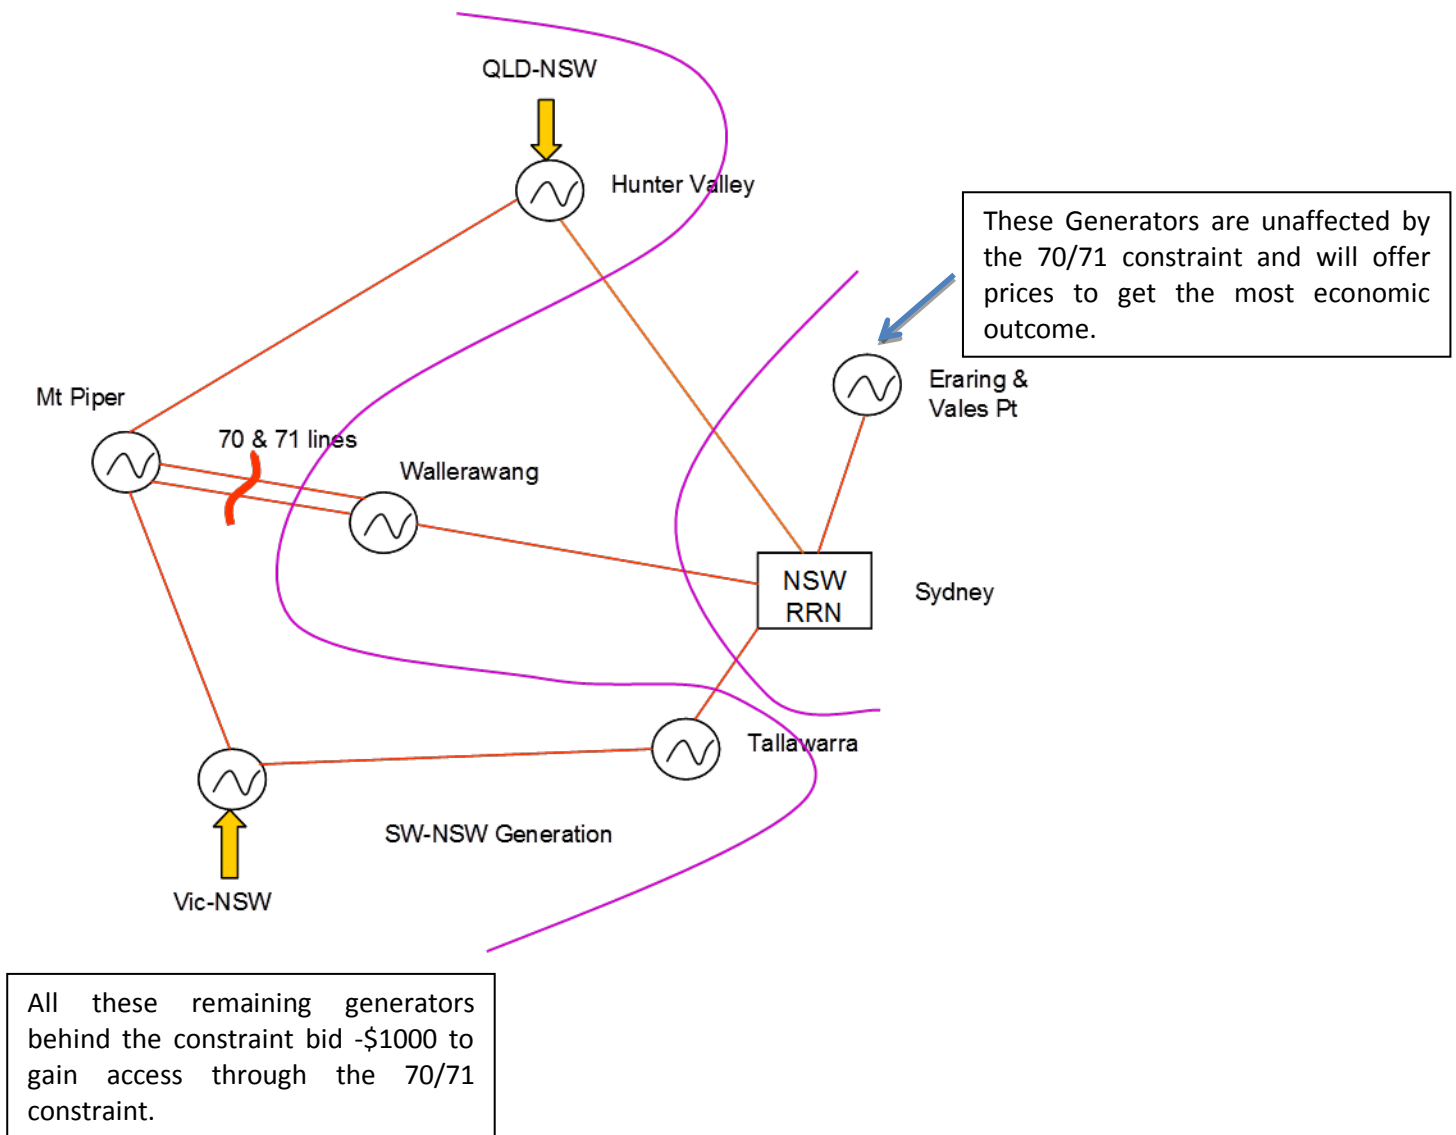 QLD-NSW
Hunter Valley
These Generators are unaffected by
the 70/71 constraint and will offer
prices to get the most economic
outcome.
Mt Piper
70 & 71 lines
Wallerawang
Eraring &
Vales Pt
NSW
RRN
Sydney
Tallawarra
SW-NSW Generation
Vic-NSW
All these remaining generators
behind the constraint bid -$1000 to
gain access through the 70/71
constraint.